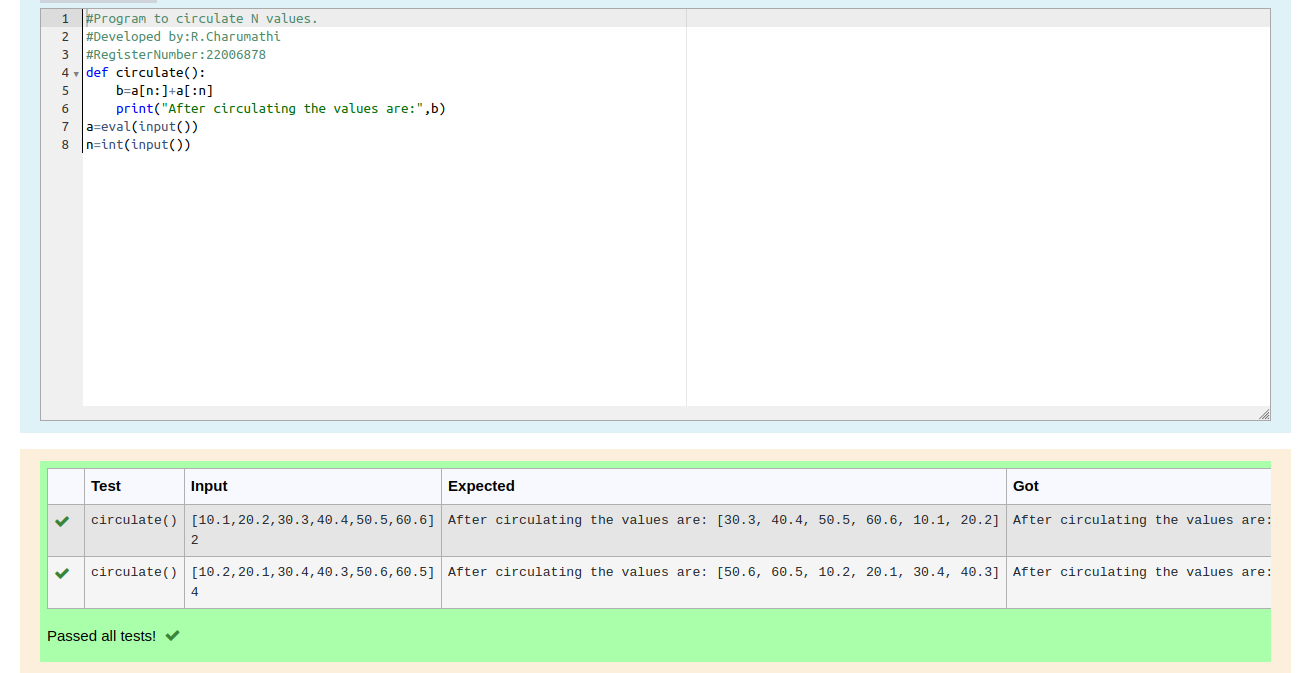 1 #Program to circulate N values.
2 #Developed by:R.Charumathi
3 #RegisterNumber:22006878
4 def circulate():
5     b=a[n:]+a[:n]
6     print("After circulating the values are:",b)
7 a=eval(input())
8 n=int(input())
Test Input Expected Got
circulate() [10.1,20.2,30.3,40.4,50.5,60.6] After circulating the values are: [30.3, 40.4, 50.5, 60.6, 10.1, 20.2] After circulating the values are:
2
circulate() [10.2,20.1,30.4,40.3,50.6,60.5] After circulating the values are: [50.6, 60.5, 10.2, 20.1, 30.4, 40.3] After circulating the values are:
4
Passed all tests!